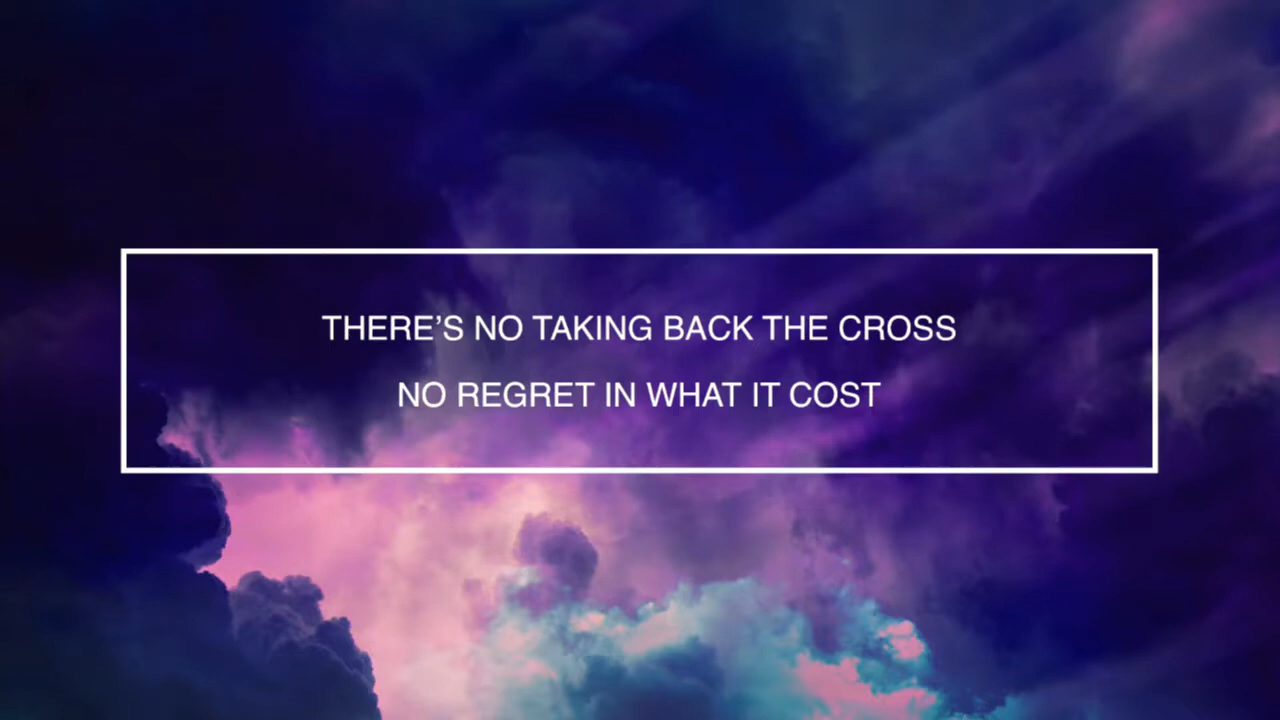 THERE’S NO TAKING BACK THE CROSS
NO REGRET IN WHAT IT COST